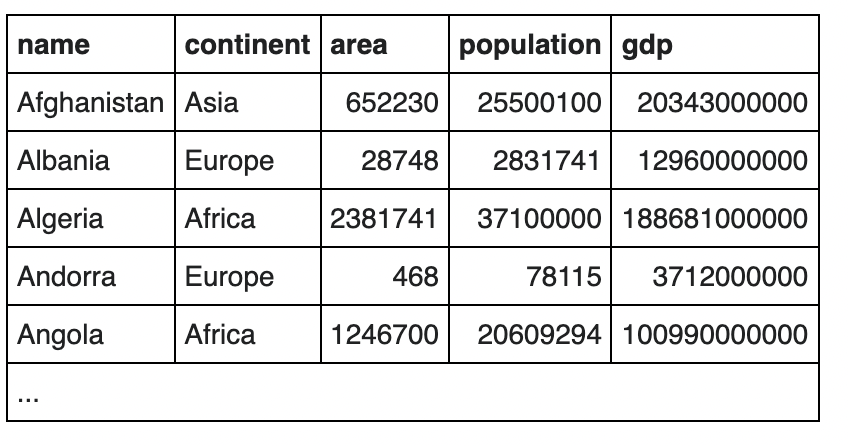 name continent area population gdp
Afghanistan Asia 652230 25500100 20343000000
Albania Europe 28748 2831741 12960000000
Algeria Africa 2381741 37100000 188681000000
Andorra Europe 468 78115 3712000000
Angola Africa 1246700 20609294 100990000000
...